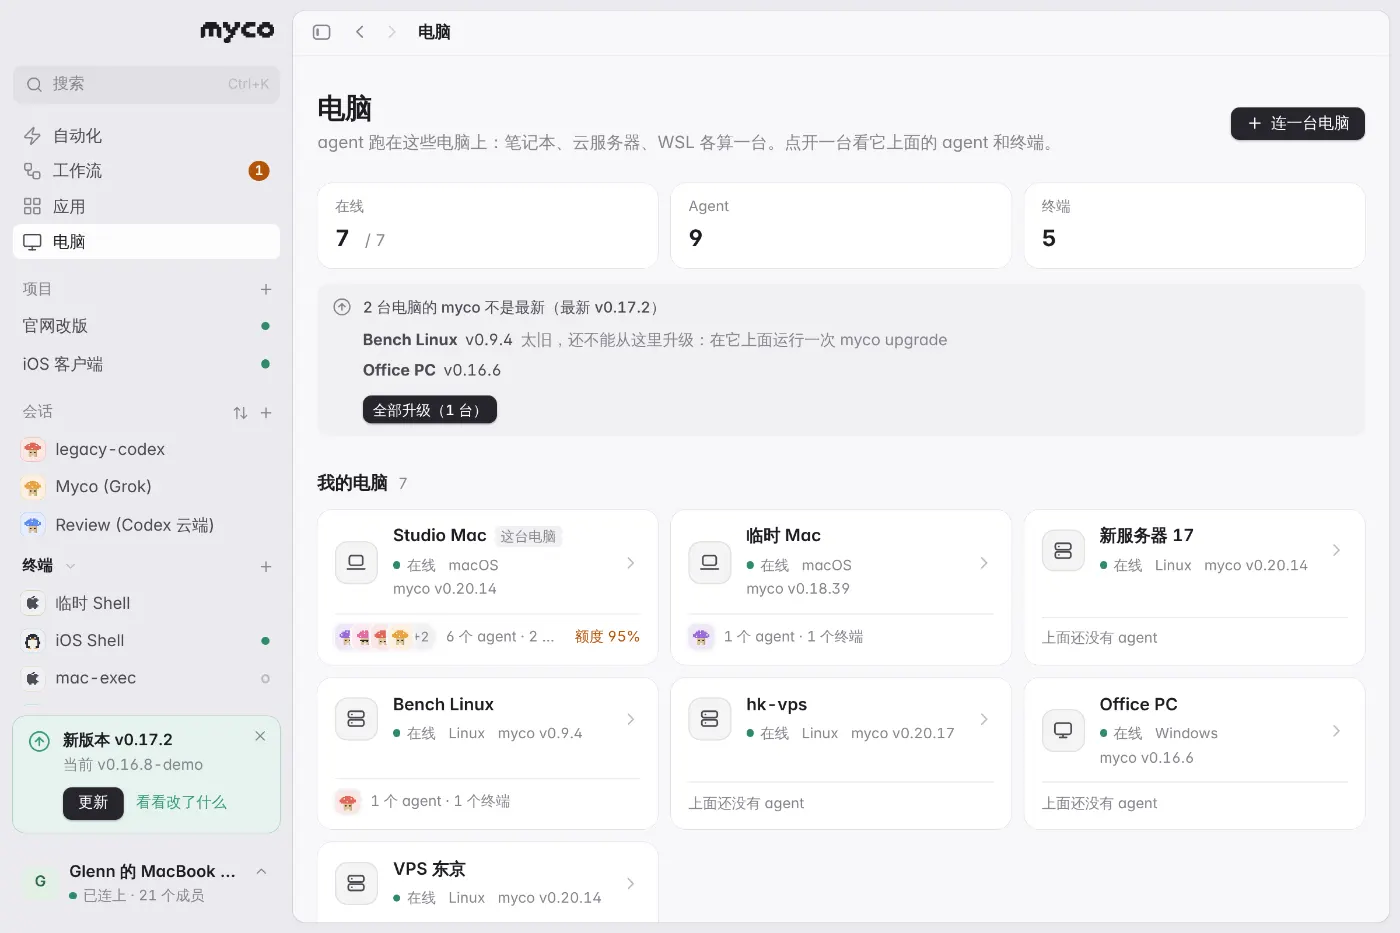 myco
搜索 Ctrl+K
自动化
工作流 1
应用
电脑
项目
官网改版
iOS 客户端
会话
legacy-codex
Myco (Grok)
Review (Codex 云端)
终端
临时 Shell
iOS Shell
mac-exec
新版本 v0.17.2
当前 v0.16.8-demo
更新 看看改了什么
G
Glenn 的 MacBook ...
已连上 · 21 个成员
电脑
电脑
agent 跑在这些电脑上：笔记本、云服务器、WSL 各算一台。点开一台看它上面的 agent 和终端。
+ 连一台电脑
在线
7 / 7
Agent
9
终端
5
2 台电脑的 myco 不是最新（最新 v0.17.2）
Bench Linux v0.9.4 太旧，还不能从这里升级：在它上面运行一次 myco upgrade
Office PC v0.16.6
全部升级（1 台）
我的电脑 7
Studio Mac 这台电脑
在线 macOS
myco v0.20.14
+2 6 个 agent · 2 ... 额度 95%
临时 Mac
在线 macOS
myco v0.18.39
1 个 agent · 1 个终端
新服务器 17
在线 Linux myco v0.20.14
上面还没有 agent
Bench Linux
在线 Linux myco v0.9.4
1 个 agent · 1 个终端
hk-vps
在线 Linux myco v0.20.17
上面还没有 agent
Office PC
在线 Windows
myco v0.16.6
上面还没有 agent
VPS 东京
在线 Linux myco v0.20.14